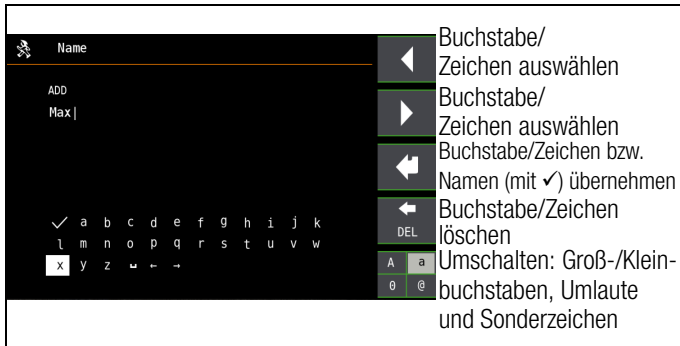 Name
ADD
Max|
✓ a b c d e f g h i j k
l m n o p q r s t u v w
x y z ␣ ← →
DEL
A a
0 @
Buchstabe/
Zeichen auswählen
Buchstabe/
Zeichen auswählen
Buchstabe/Zeichen bzw.
Namen (mit ✓) übernehmen
Buchstabe/Zeichen
löschen
Umschalten: Groß-/Klein-
buchstaben, Umlaute
und Sonderzeichen